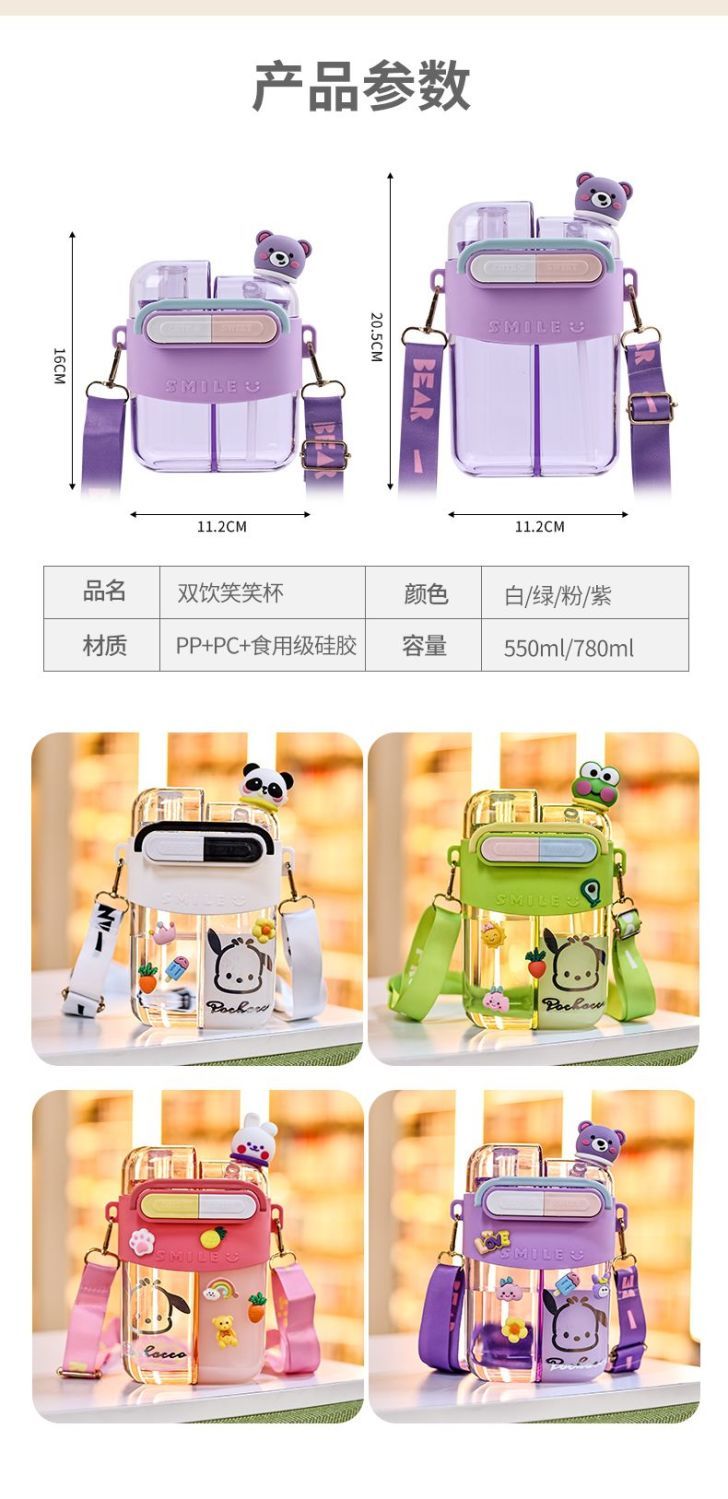 产品参数
16CM
20.5CM
SMILE
BEAR
SMILE
BEAR
11.2CM
11.2CM
品名 双饮笑笑杯 颜色 白/绿/粉/紫
材质 PP+PC+食用级硅胶 容量 550ml/780ml
SMILE
Pochacco
SMILE
Pochacco
SMILE
Pochacco
LOVE
SMILE
Pochacco